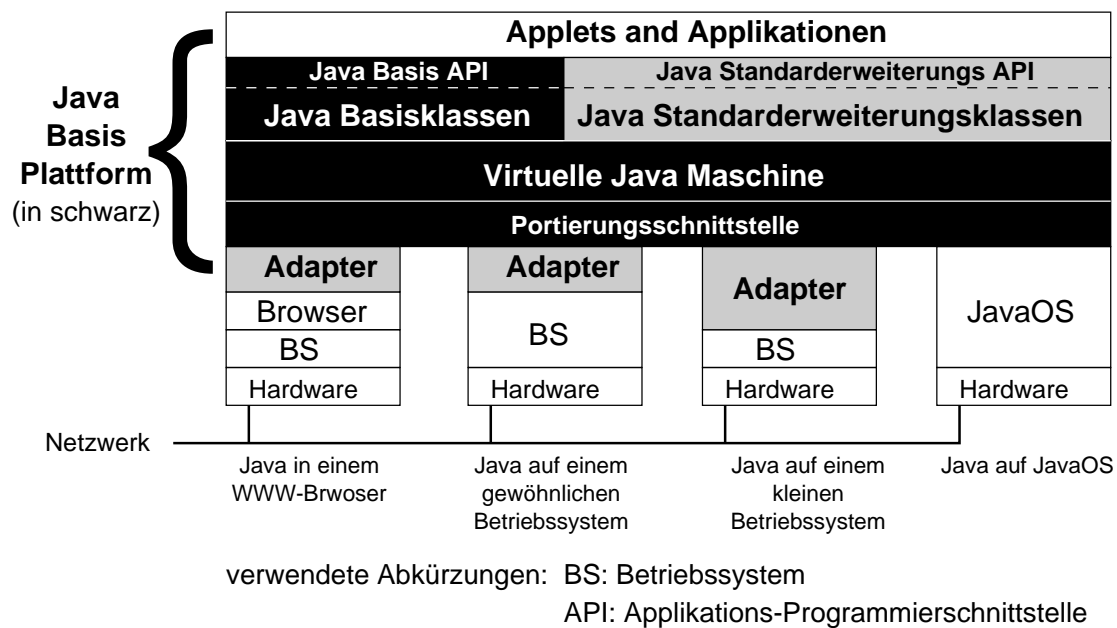 Applets and Applikationen
Java Basis API
Java Standarderweiterungs API
Java Basisklassen
Java Standarderweiterungsklassen
Java
Basis
Plattform
(in schwarz)
Virtuelle Java Maschine
Portierungsschnittstelle
Adapter
Browser
BS
Hardware
Adapter
BS
Hardware
Adapter
BS
Hardware
JavaOS
Hardware
Netzwerk
Java in einem
WWW-Brwoser
Java auf einem
gewöhnlichen
Betriebssystem
Java auf einem
kleinen
Betriebssystem
Java auf JavaOS
verwendete Abkürzungen: BS: Betriebssystem
API: Applikations-Programmierschnittstelle